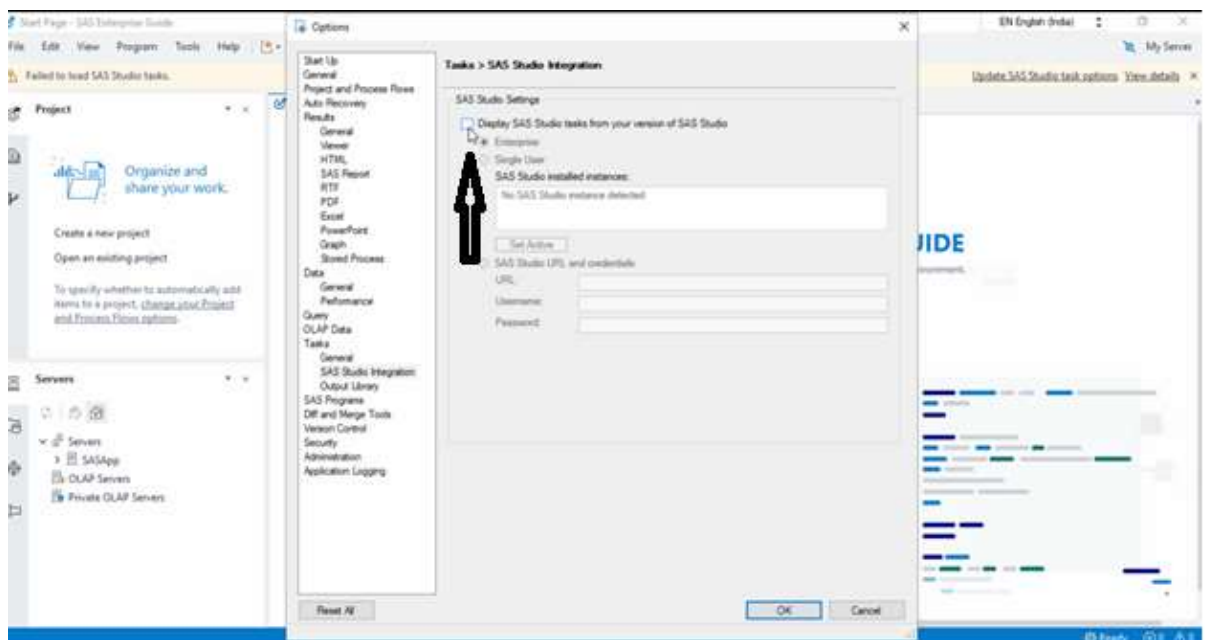 Start Page - SAS Enterprise Guide
EN English (India)
File Edit View Program Tools Help
My Server
Failed to load SAS Studio tasks.
Update SAS Studio task options View details
Project
Organize and
share your work.
Create a new project
Open an existing project
To specify whether to automatically add
items to a project, change your Project
and Process Flows options.
Servers
Servers
SASApp
OLAP Servers
Private OLAP Servers
Options
Start Up
General
Project and Process Flows
Auto Recovery
Results
General
Viewer
HTML
SAS Report
RTF
PDF
Excel
PowerPoint
Graph
Stored Process
Data
General
Performance
Query
OLAP Data
Tasks
General
SAS Studio Integration
Output Library
SAS Programs
Diff and Merge Tools
Version Control
Security
Administration
Application Logging
Reset All
Tasks > SAS Studio Integration
SAS Studio Settings
Display SAS Studio tasks from your version of SAS Studio
Enterprise
Single User
SAS Studio installed instances:
No SAS Studio instance detected
Set Active
SAS Studio URL and credentials
URL:
Username:
Password:
OK Cancel
UIDE
Ready